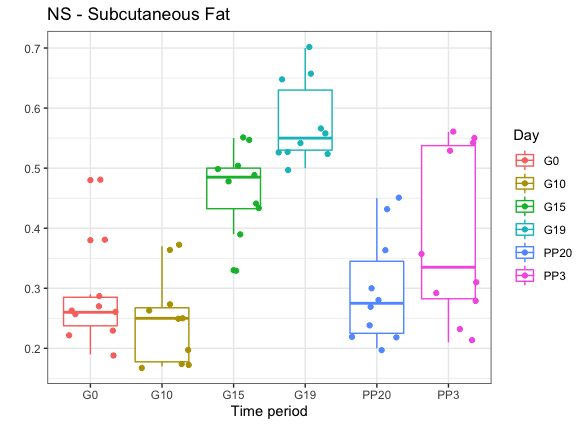 NS - Subcutaneous Fat
0.7
0.6
0.5
0.4
0.3
0.2
G0 G10 G15 G19 PP20 PP3
Time period
Day
G0
G10
G15
G19
PP20
PP3